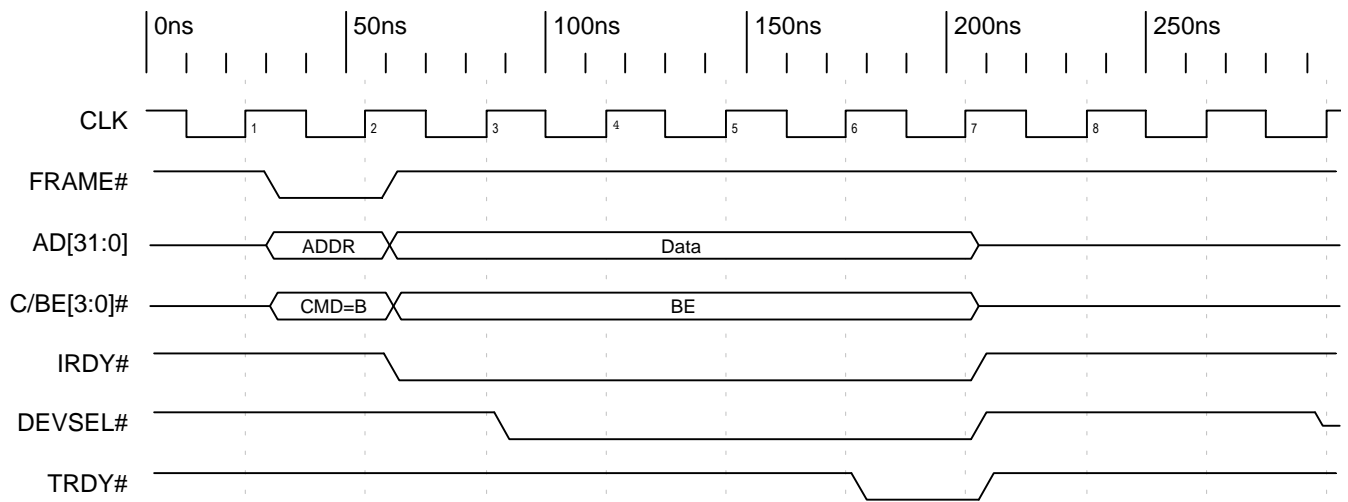 0ns 50ns 100ns 150ns 200ns 250ns
CLK 1 2 3 4 5 6 7 8
FRAME#
AD[31:0] ADDR Data
C/BE[3:0]# CMD=B BE
IRDY#
DEVSEL#
TRDY#